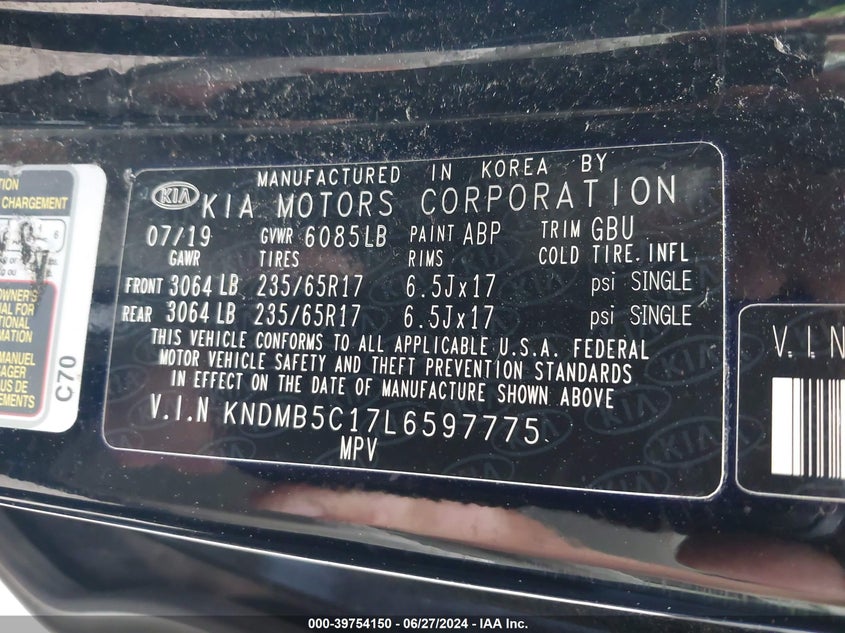 MANUFACTURED IN KOREA BY
KIA KIA MOTORS CORPORATION
07/19 GVWR 6085LB PAINT ABP TRIM GBU
GAWR TIRES RIMS COLD TIRE.INFL
FRONT 3064 LB 235/65R17 6.5Jx17 psi SINGLE
REAR 3064 LB 235/65R17 6.5Jx17 psi SINGLE
THIS VEHICLE CONFORMS TO ALL APPLICABLE U.S.A. FEDERAL
MOTOR VEHICLE SAFETY AND THEFT PREVENTION STANDARDS
IN EFFECT ON THE DATE OF MANUFACTURE SHOWN ABOVE
V.I.N KNDMB5C17L6597775
MPV
CHARGEMENT
OWNER'S
MANUEL
C70
V.I.N
000-39754150 - 06/27/2024 - IAA Inc.